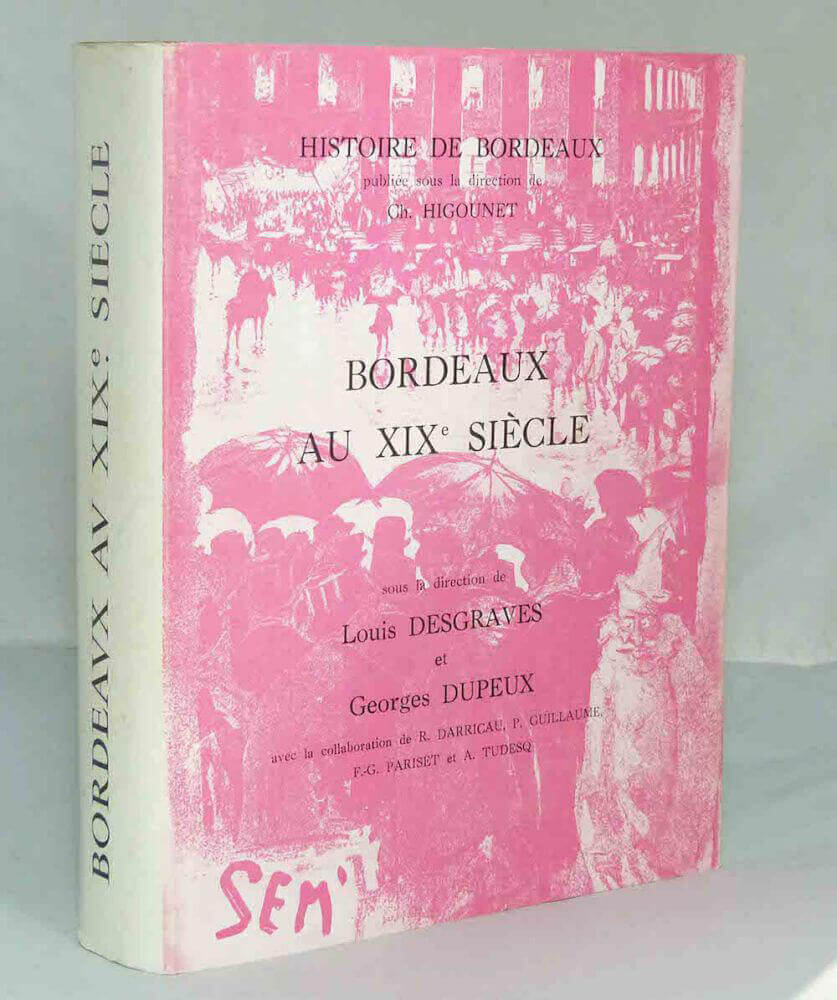 BORDEAVX AV XIXe SIECLE
HISTOIRE DE BORDEAUX
publiée sous la direction de
Ch. HIGOUNET
BORDEAUX
AU XIXe SIÈCLE
sous la direction de
Louis DESGRAVES
et
Georges DUPEUX
avec la collaboration de R. DARRICAU, P. GUILLAUME,
F.-G. PARISET et A. TUDESQ
SEM